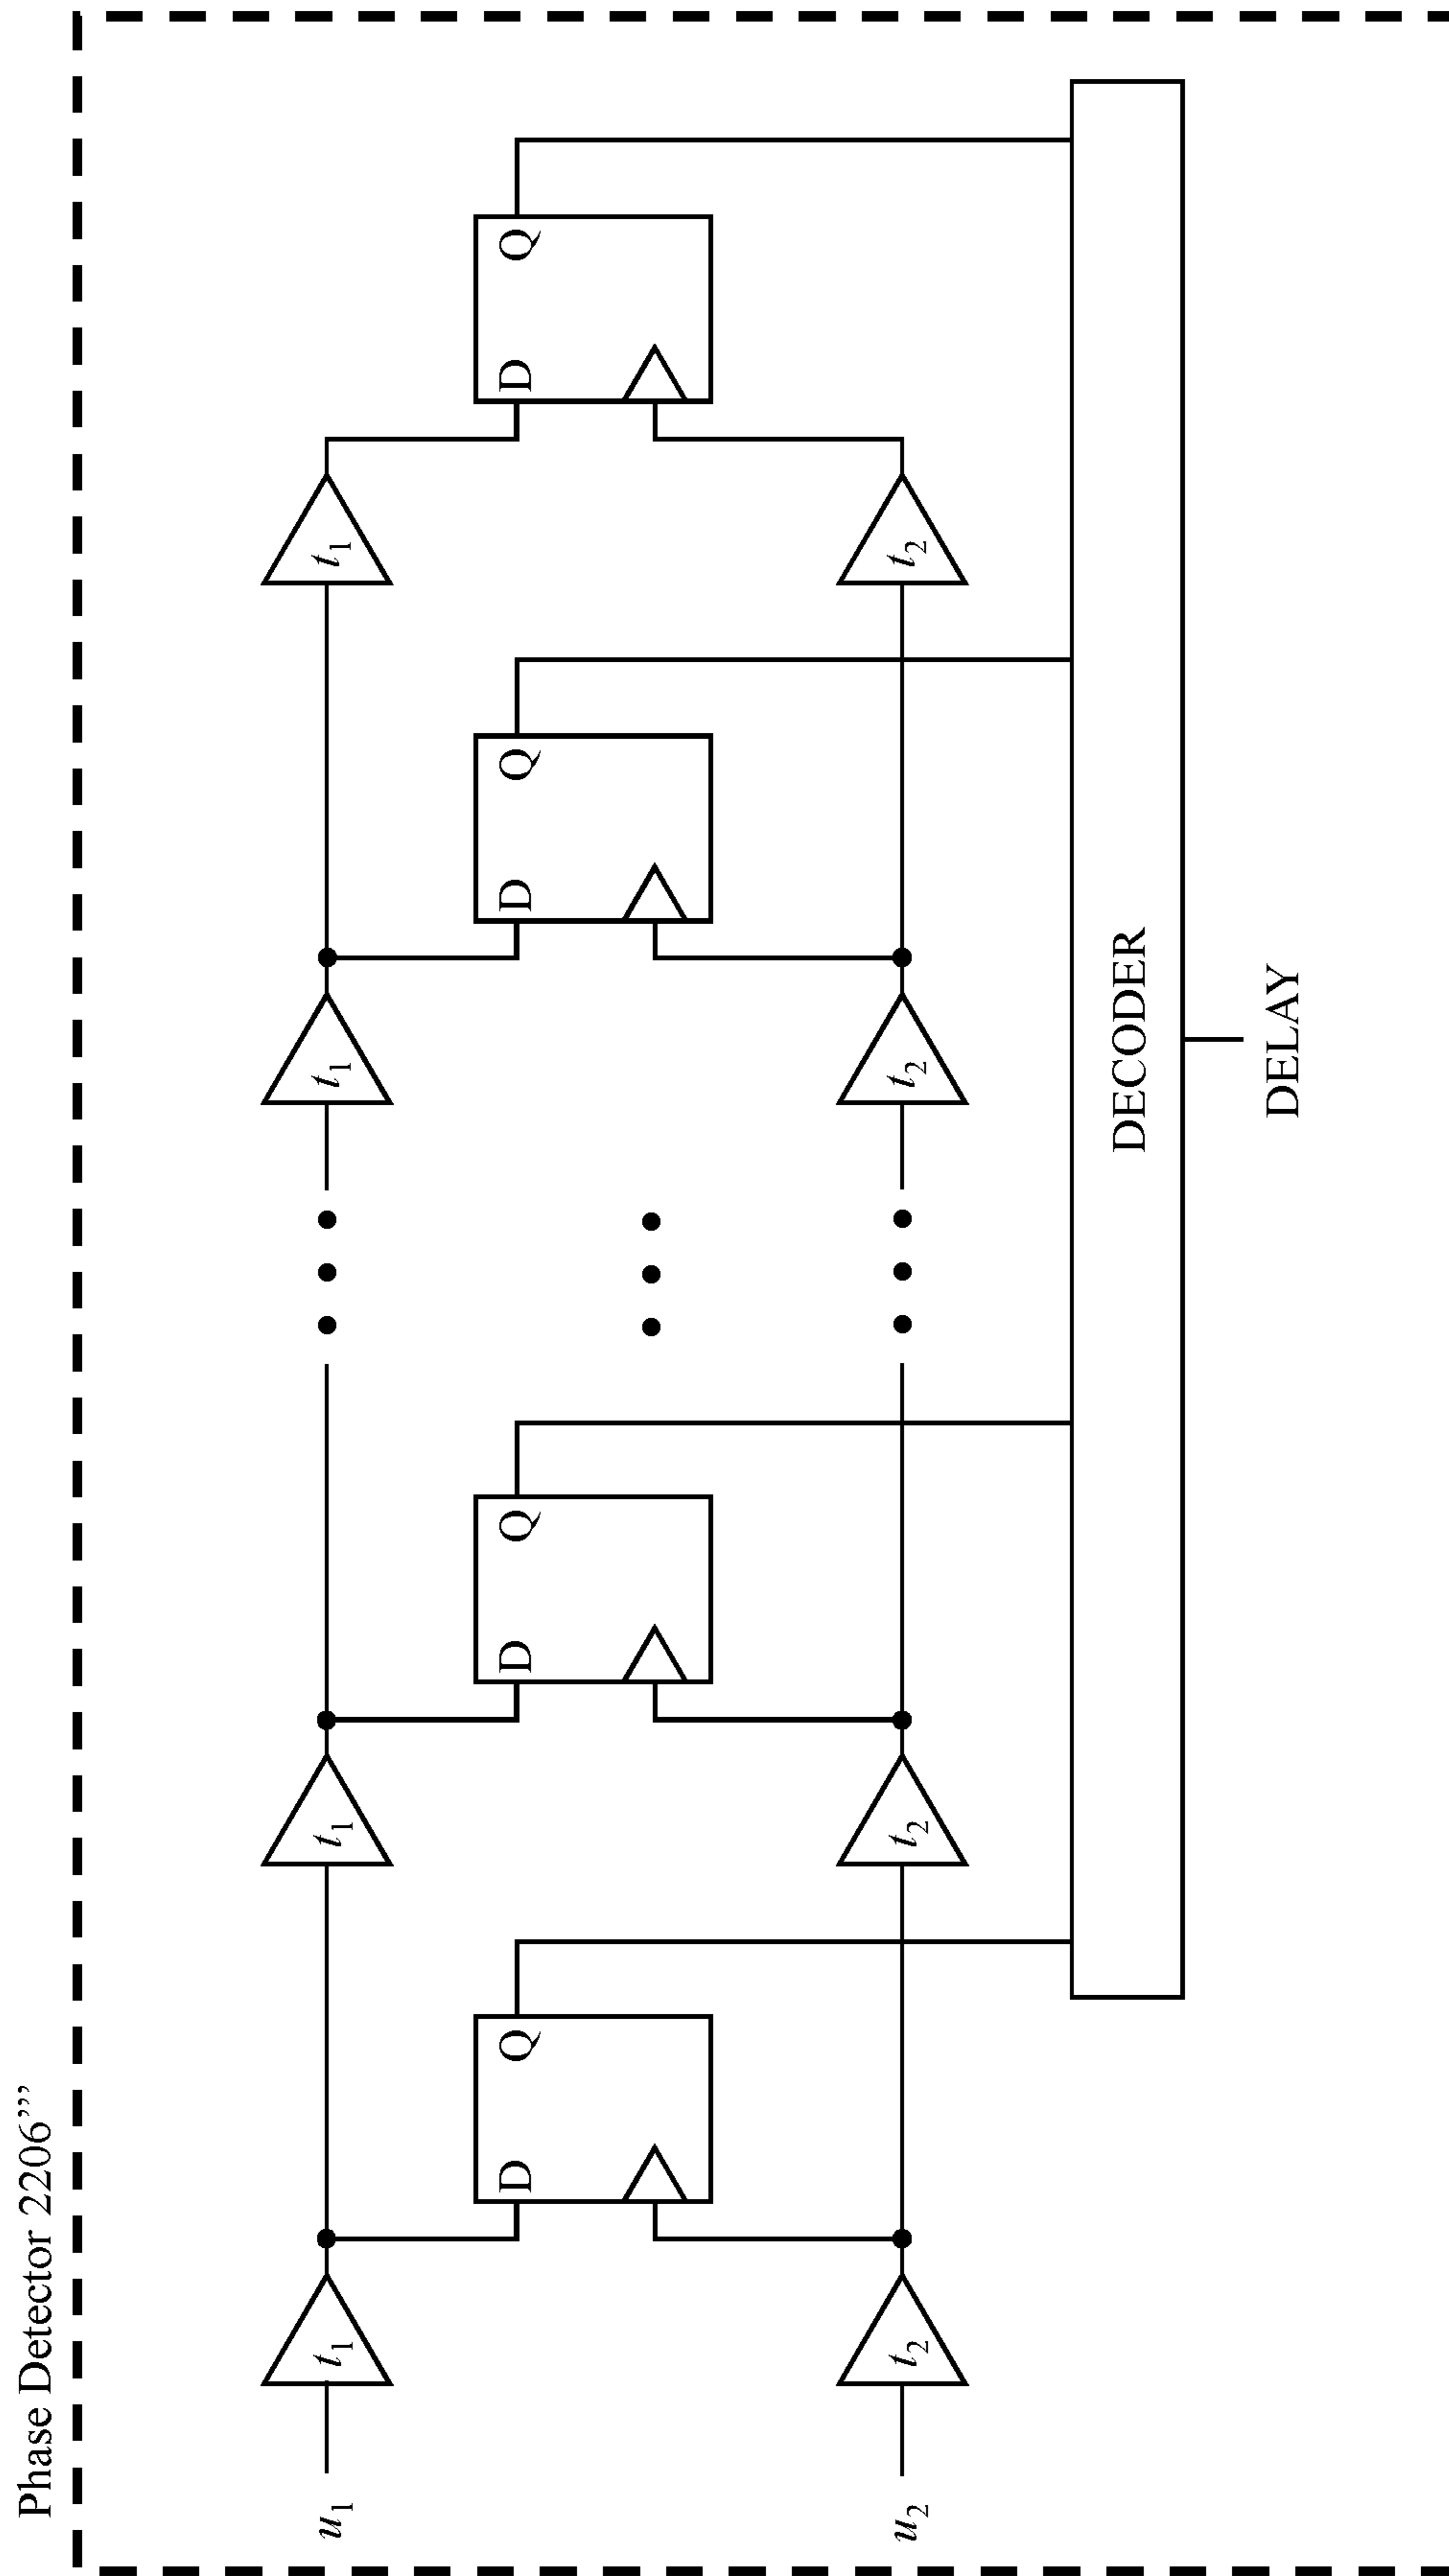 Phase Detector 2206”’
u₁
t₁
t₁
t₁
t₁
D Q
D Q
D Q
D Q
u₂
t₂
t₂
t₂
t₂
DECODER
DELAY